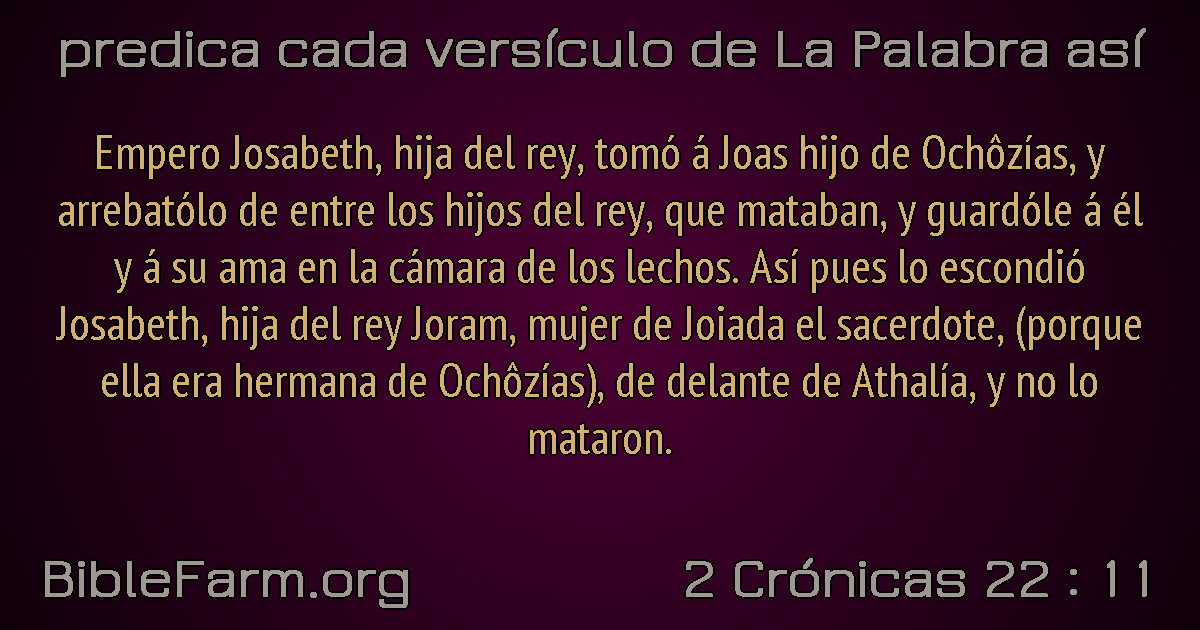 predica cada versículo de La Palabra así
Empero Josabeth, hija del rey, tomó á Joas hijo de Ochôzías, y
arrebatólo de entre los hijos del rey, que mataban, y guardóle á él
y á su ama en la cámara de los lechos. Así pues lo escondió
Josabeth, hija del rey Joram, mujer de Joiada el sacerdote, (porque
ella era hermana de Ochôzías), de delante de Athalía, y no lo
mataron.
BibleFarm.org
2 Crónicas 22 : 11